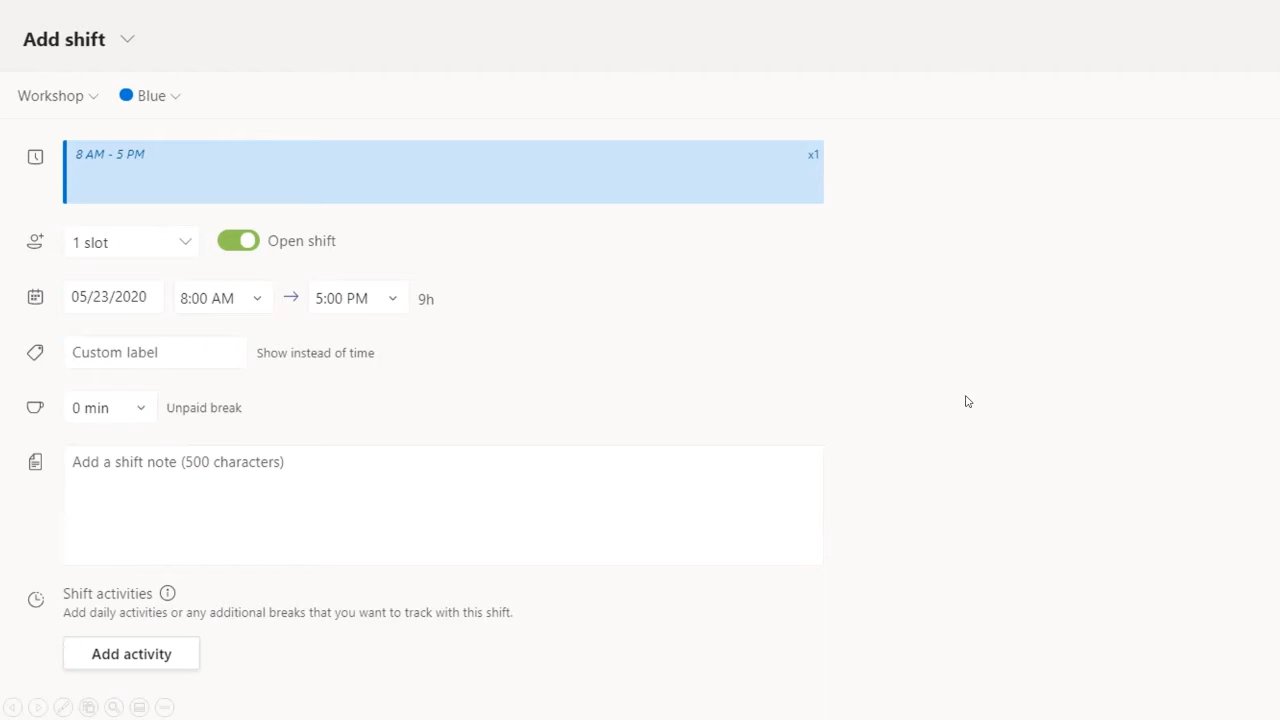 Add shift
Workshop Blue
8 AM - 5 PM x1
1 slot Open shift
05/23/2020 8:00 AM 5:00 PM 9h
Custom label Show instead of time
0 min Unpaid break
Add a shift note (500 characters)
Shift activities
Add daily activities or any additional breaks that you want to track with this shift.
Add activity